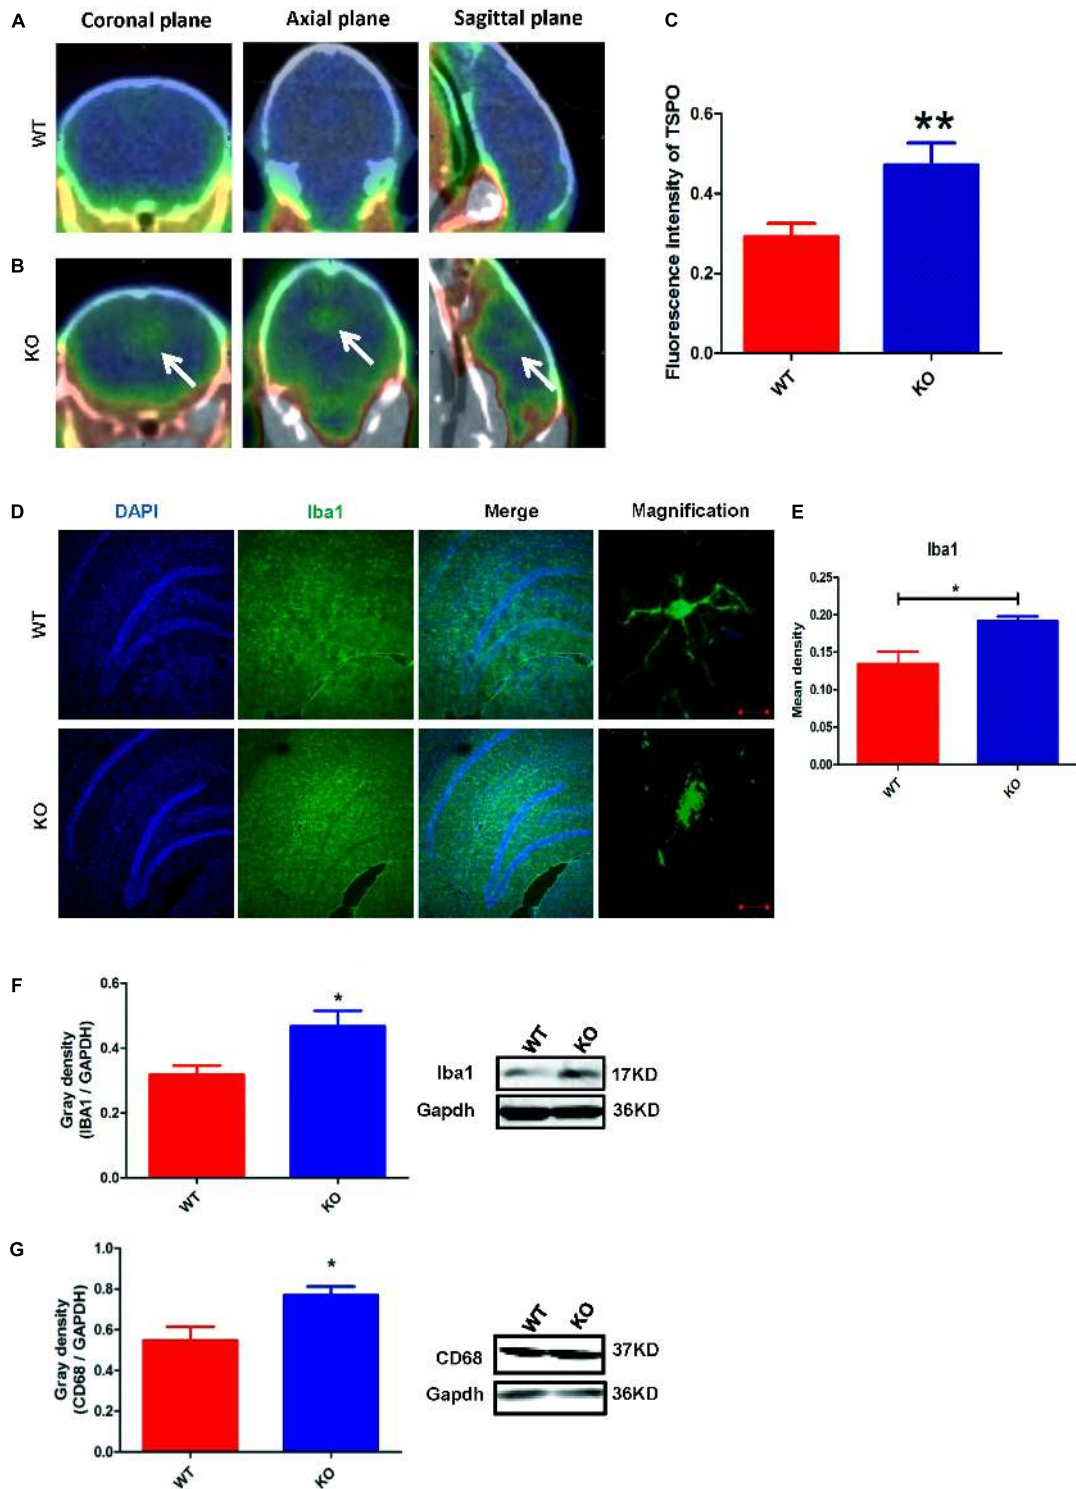 A
Coronal plane
Axial plane
Sagittal plane
WT
B
KO
C
Fluorescence intensity of TSPO
0.6
0.4
0.2
0.0
**
WT
KO
D
DAPI
Iba1
Merge
Magnification
WT
KO
E
Iba1
Mean density
0.25
0.20
0.15
0.10
0.05
0.00
*
WT
KO
F
Gray density
(IBA1 / GAPDH)
0.6
0.4
0.2
0.0
*
WT
KO
WT
KO
Iba1
17KD
Gapdh
36KD
G
Gray density
(CD68 / GAPDH)
1.0
0.8
0.6
0.4
0.2
0.0
*
WT
KO
WT
KO
CD68
37KD
Gapdh
36KD